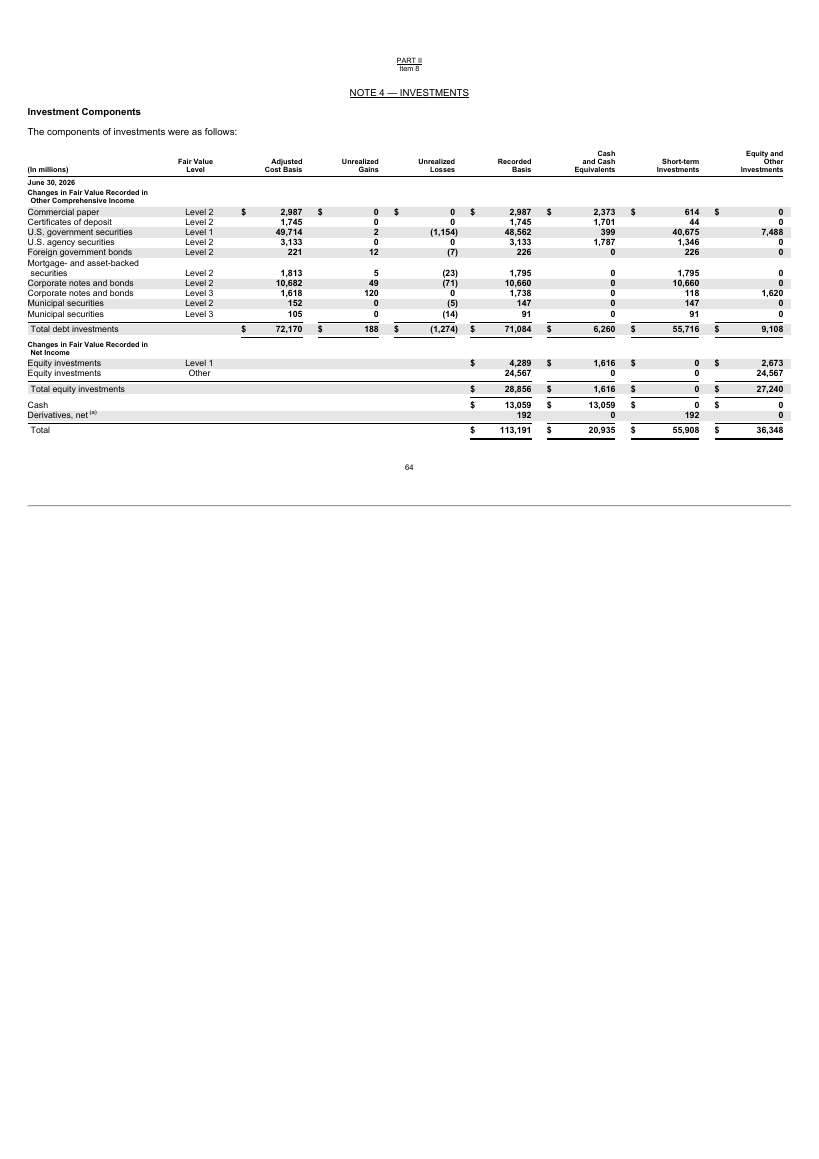 PART II
Item 8
NOTE 4 — INVESTMENTS
Investment Components
The components of investments were as follows:
(In millions) Fair Value Level Adjusted Cost Basis Unrealized Gains Unrealized Losses Recorded Basis Cash and Cash Equivalents Short-term Investments Equity and Other Investments
June 30, 2026
Changes in Fair Value Recorded in
Other Comprehensive Income
Commercial paper Level 2 $ 2,987 $ 0 $ 0 $ 2,987 $ 2,373 $ 614 $ 0
Certificates of deposit Level 2 1,745 0 0 1,745 1,701 44 0
U.S. government securities Level 1 49,714 2 (1,154) 48,562 399 40,675 7,488
U.S. agency securities Level 2 3,133 0 0 3,133 1,787 1,346 0
Foreign government bonds Level 2 221 12 (7) 226 0 226 0
Mortgage- and asset-backed
securities Level 2 1,813 5 (23) 1,795 0 1,795 0
Corporate notes and bonds Level 2 10,682 49 (71) 10,660 0 10,660 0
Corporate notes and bonds Level 3 1,618 120 0 1,738 0 118 1,620
Municipal securities Level 2 152 0 (5) 147 0 147 0
Municipal securities Level 3 105 0 (14) 91 0 91 0
Total debt investments $ 72,170 $ 188 $ (1,274) $ 71,084 $ 6,260 $ 55,716 $ 9,108
Changes in Fair Value Recorded in
Net Income
Equity investments Level 1 $ 4,289 $ 1,616 $ 0 $ 2,673
Equity investments Other 24,567 0 0 24,567
Total equity investments $ 28,856 $ 1,616 $ 0 $ 27,240
Cash $ 13,059 $ 13,059 $ 0 $ 0
Derivatives, net (a) 192 0 192 0
Total $ 113,191 $ 20,935 $ 55,908 $ 36,348
64